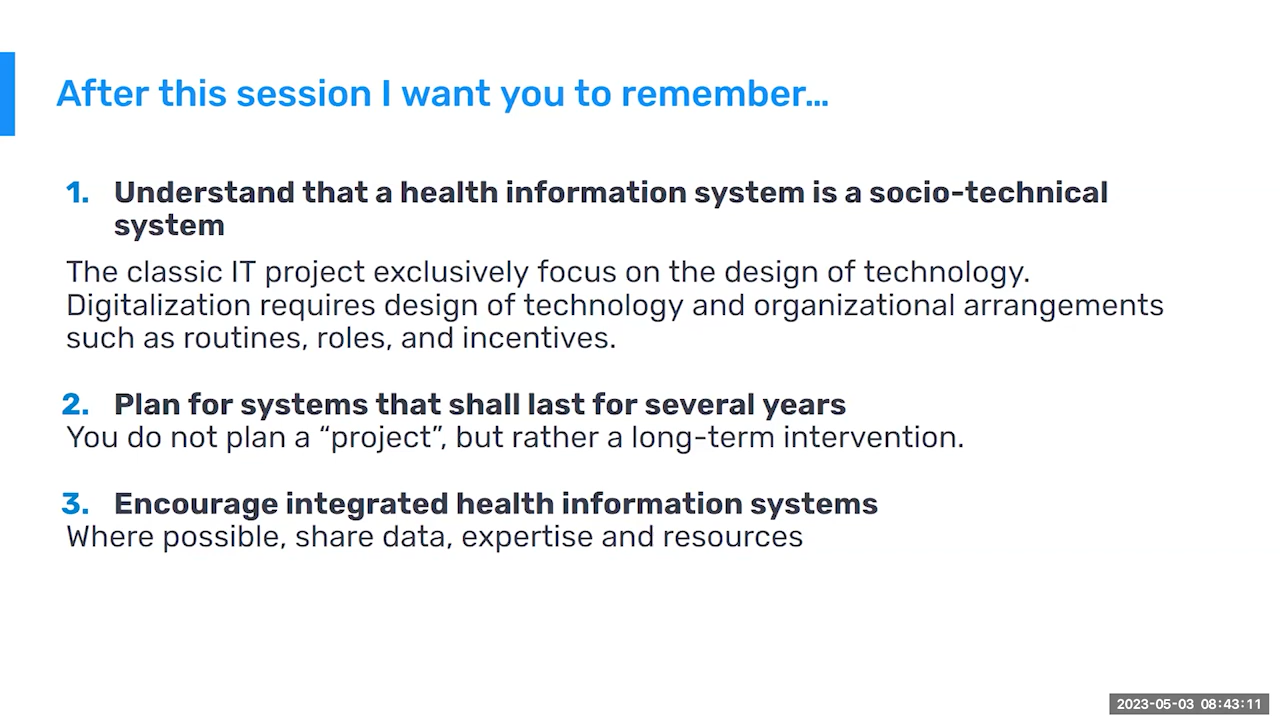 After this session I want you to remember...
1. Understand that a health information system is a socio-technical
system
The classic IT project exclusively focus on the design of technology.
Digitalization requires design of technology and organizational arrangements
such as routines, roles, and incentives.
2. Plan for systems that shall last for several years
You do not plan a “project”, but rather a long-term intervention.
3. Encourage integrated health information systems
Where possible, share data, expertise and resources
2023-05-03 08:43:11